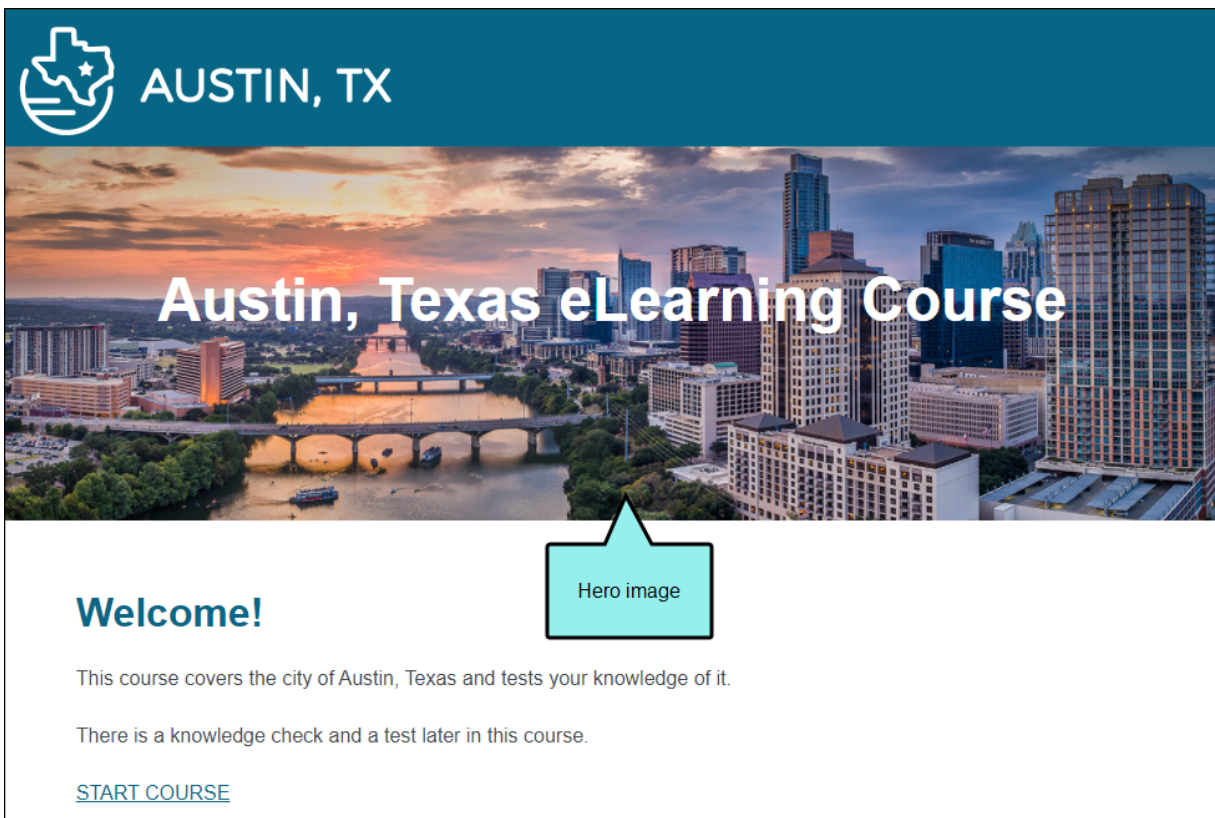 AUSTIN, TX
Austin, Texas eLearning Course
Hero image
Welcome!
This course covers the city of Austin, Texas and tests your knowledge of it.
There is a knowledge check and a test later in this course.
START COURSE